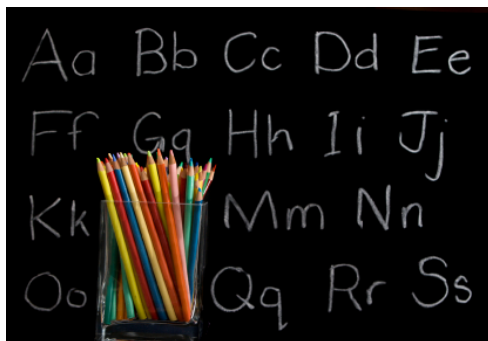 Aa Bb Cc Dd Ee
Ff Gg Hh Ii Jj
Kk Mm Nn
Oo Qq Rr Ss